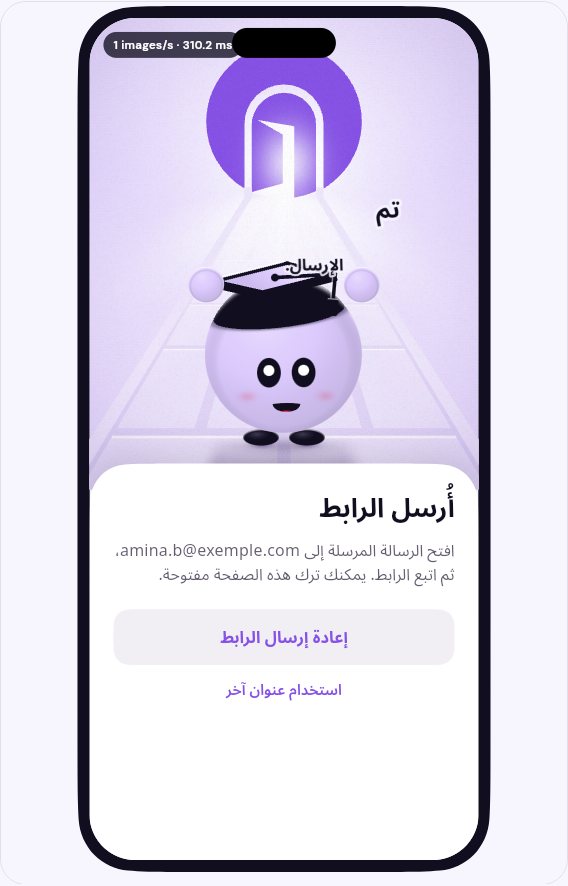 1 images/s · 310.2 ms
تم
الإرسال.
أُرسل الرابط
افتح الرسالة المرسلة إلى amina.b@exemple.com،
ثم اتبع الرابط. يمكنك ترك هذه الصفحة مفتوحة.
إعادة إرسال الرابط
استخدام عنوان آخر